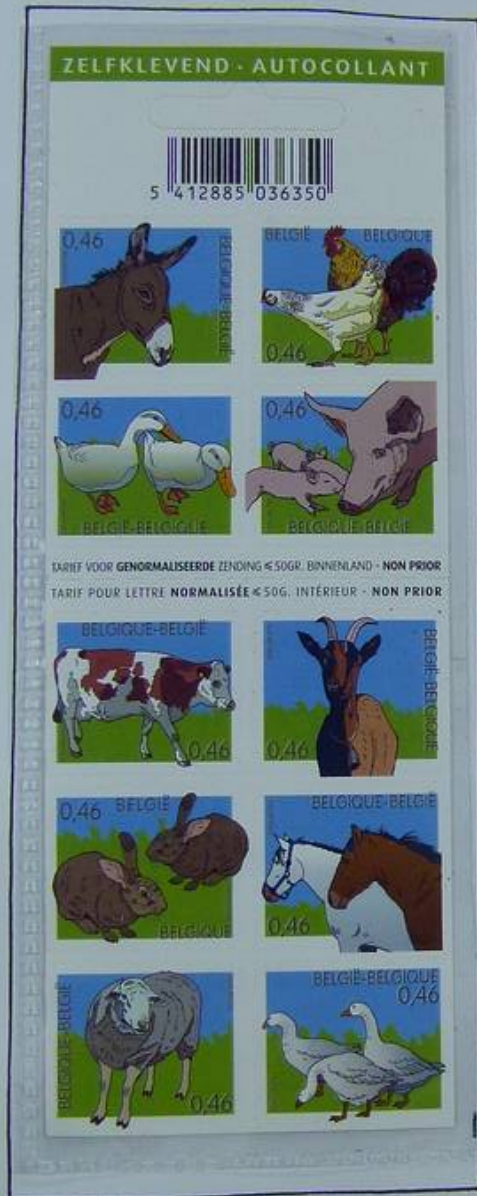 ZELFKLEVEND · AUTOCOLLANT
5 412885 036350
0,46
BELGIQUE-BELGIË
BELGIË BELGIQUE
0,46
0,46
BELGIË-BELGIQUE
0,46
BELGIQUE-BELGIË
TARIEF VOOR GENORMALISEERDE ZENDING ≤ 50GR. BINNENLAND - NON PRIOR
TARIF POUR LETTRE NORMALISÉE ≤ 50G. INTÉRIEUR - NON PRIOR
BELGIQUE-BELGIË
0,46
BELGIË-BELGIQUE
0,46
0,46 BELGIË
BELGIQUE
BELGIQUE-BELGIË
0,46
BELGIQUE-BELGIË
0,46
BELGIË-BELGIQUE
0,46